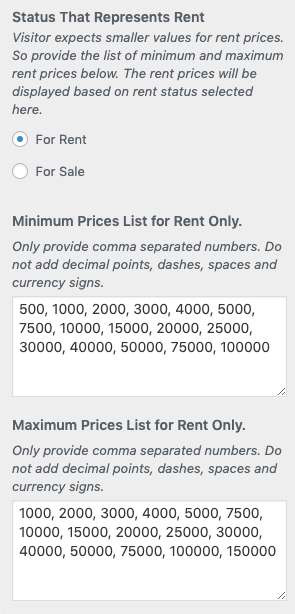 Status That Represents Rent
Visitor expects smaller values for rent prices.
So provide the list of minimum and maximum
rent prices below. The rent prices will be
displayed based on rent status selected
here.
For Rent
For Sale
Minimum Prices List for Rent Only.
Only provide comma separated numbers. Do
not add decimal points, dashes, spaces and
currency signs.
500, 1000, 2000, 3000, 4000, 5000,
7500, 10000, 15000, 20000, 25000,
30000, 40000, 50000, 75000, 100000
Maximum Prices List for Rent Only.
Only provide comma separated numbers. Do
not add decimal points, dashes, spaces and
currency signs.
1000, 2000, 3000, 4000, 5000, 7500,
10000, 15000, 20000, 25000, 30000,
40000, 50000, 75000, 100000, 150000